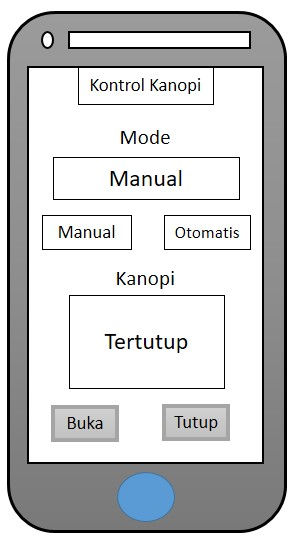 Kontrol Kanopi
Mode
Manual
Manual Otomatis
Kanopi
Tertutup
Buka Tutup